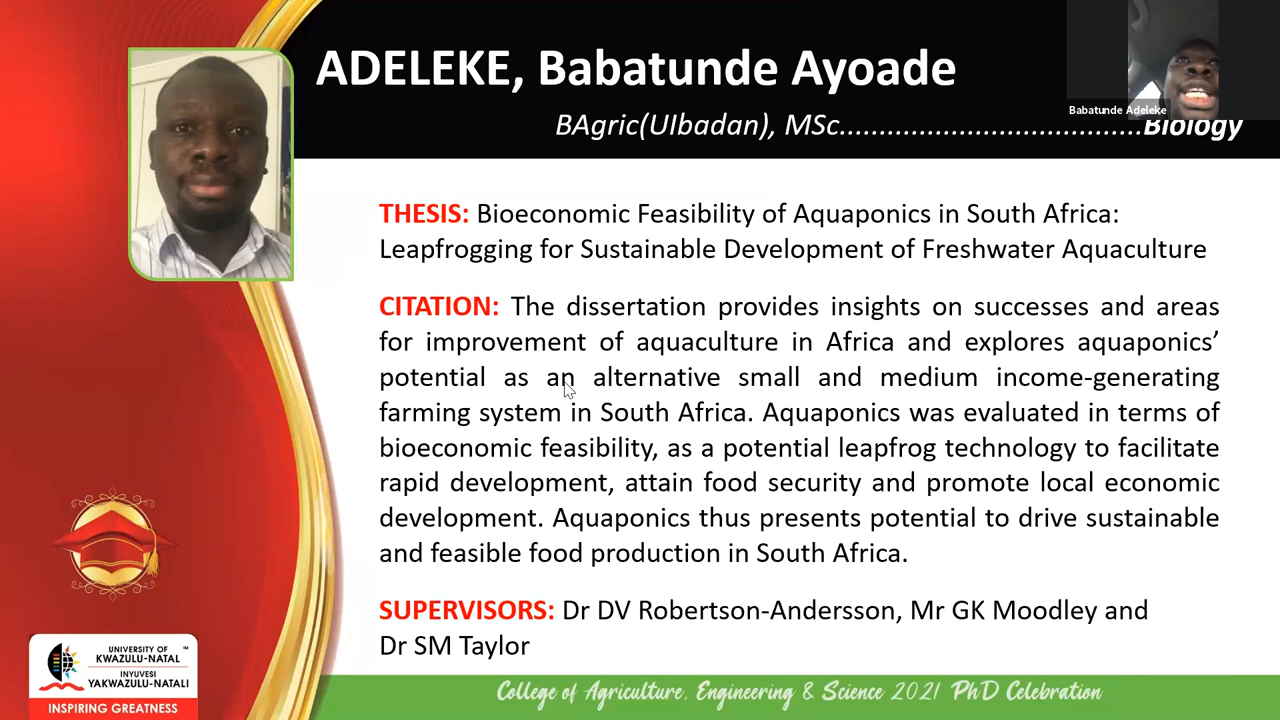 ADELEKE, Babatunde Ayoade
Babatunde Adeleke
BAgric(UIbadan), MSc......................................Biology
THESIS: Bioeconomic Feasibility of Aquaponics in South Africa:
Leapfrogging for Sustainable Development of Freshwater Aquaculture
CITATION: The dissertation provides insights on successes and areas
for improvement of aquaculture in Africa and explores aquaponics’
potential as an alternative small and medium income-generating
farming system in South Africa. Aquaponics was evaluated in terms of
bioeconomic feasibility, as a potential leapfrog technology to facilitate
rapid development, attain food security and promote local economic
development. Aquaponics thus presents potential to drive sustainable
and feasible food production in South Africa.
SUPERVISORS: Dr DV Robertson-Andersson, Mr GK Moodley and
Dr SM Taylor
UNIVERSITY OF ™
KWAZULU-NATAL
INYUVESI
YAKWAZULU-NATALI
INSPIRING GREATNESS
College of Agriculture, Engineering & Science 2021 PhD Celebration